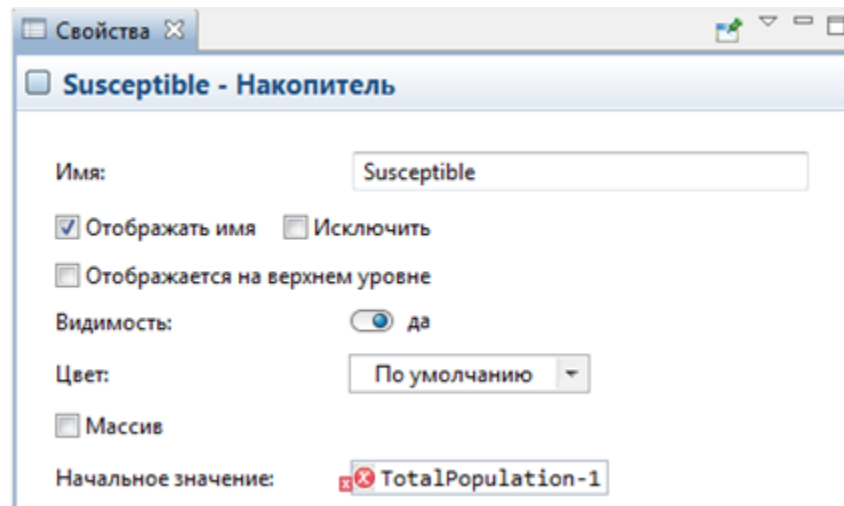 Свойства
Susceptible - Накопитель
Имя: Susceptible
Отображать имя Исключить
Отображается на верхнем уровне
Видимость: да
Цвет: По умолчанию
Массив
Начальное значение: TotalPopulation-1